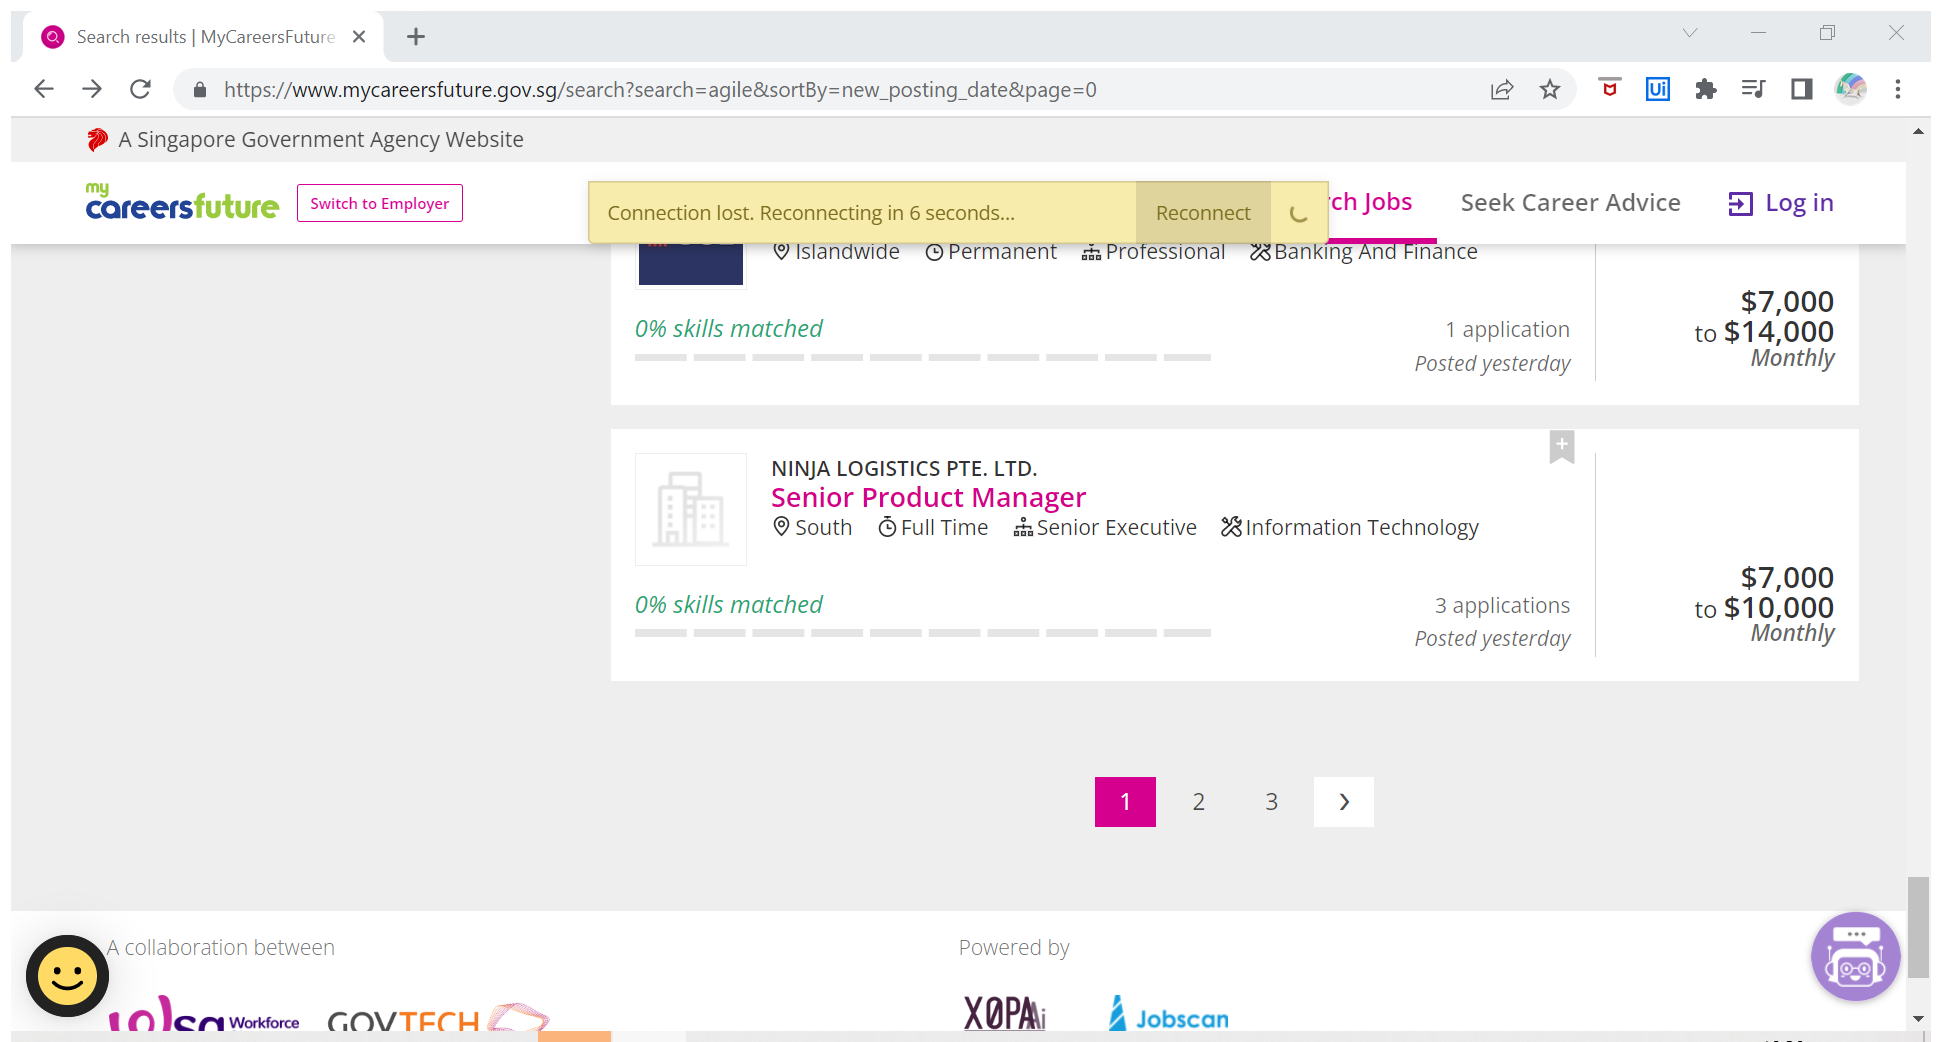 Search results | MyCareersFuture
https://www.mycareersfuture.gov.sg/search?search=agile&sortBy=new_posting_date&page=0
Ui
A Singapore Government Agency Website
my
careersfuture
Switch to Employer
Connection lost. Reconnecting in 6 seconds...
Reconnect
rch Jobs
Seek Career Advice
Log in
Islandwide Permanent Professional Banking And Finance
$7,000
to $14,000
Monthly
0% skills matched
1 application
Posted yesterday
NINJA LOGISTICS PTE. LTD.
Senior Product Manager
South Full Time Senior Executive Information Technology
$7,000
to $10,000
Monthly
0% skills matched
3 applications
Posted yesterday
1 2 3
A collaboration between
Powered by
Workforce
GOVTECH
X0PA Ai
Jobscan